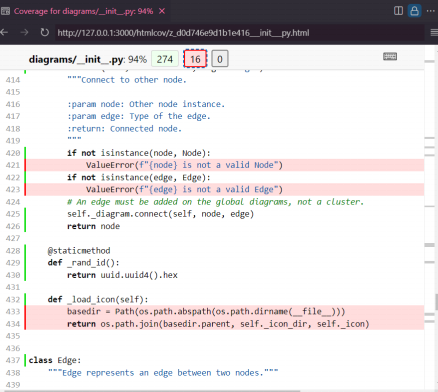 Coverage for diagrams/__init__.py: 94%
http://127.0.0.1:3000/htmlcov/z_d0d746e9d1b1e416__init___py.html
diagrams/__init__.py: 94% 274 16 0
414 """Connect to other node.
415
416 :param node: Other node instance.
417 :param edge: Type of the edge.
418 :return: Connected node.
419 """
420 if not isinstance(node, Node):
421 ValueError(f"{node} is not a valid Node")
422 if not isinstance(edge, Edge):
423 ValueError(f"{edge} is not a valid Edge")
424 # An edge must be added on the global diagrams, not a cluster.
425 self._diagram.connect(self, node, edge)
426 return node
427
428 @staticmethod
429 def _rand_id():
430 return uuid.uuid4().hex
431
432 def _load_icon(self):
433 basedir = Path(os.path.abspath(os.path.dirname(__file__)))
434 return os.path.join(basedir.parent, self._icon_dir, self._icon)
435
436
437 class Edge:
438 """Edge represents an edge between two nodes."""
439